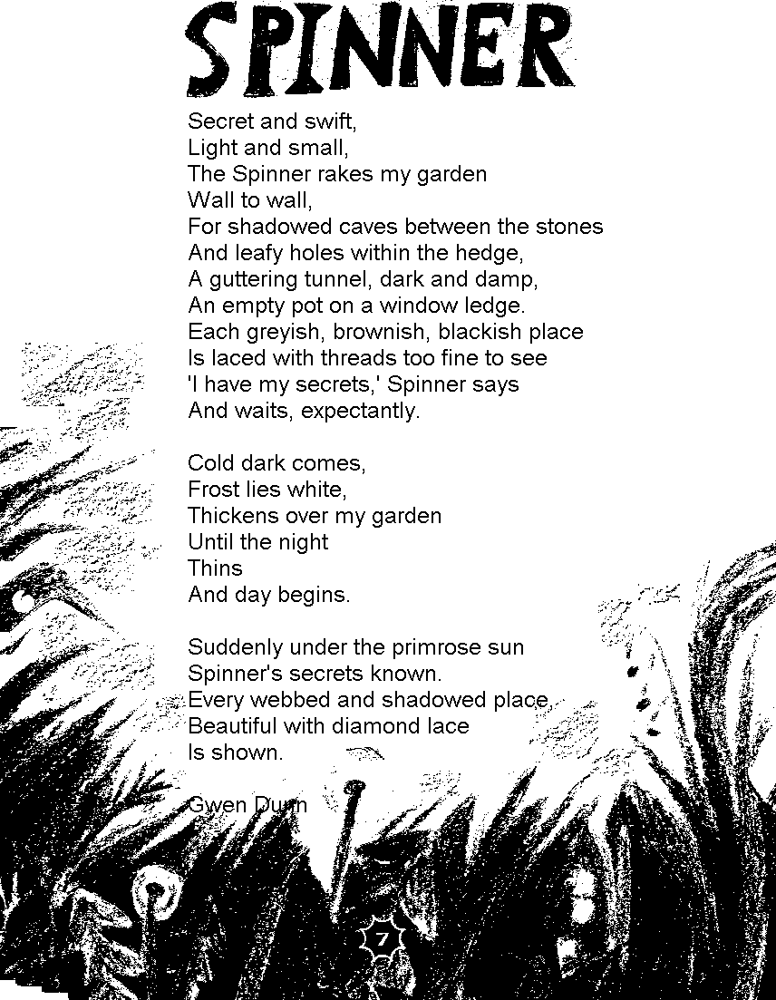 SPINNER
Secret and swift,
Light and small,
The Spinner rakes my garden
Wall to wall,
For shadowed caves between the stones
And leafy holes within the hedge,
A guttering tunnel, dark and damp,
An empty pot on a window ledge.
Each greyish, brownish, blackish place
Is laced with threads too fine to see
'I have my secrets,' Spinner says
And waits, expectantly.

Cold dark comes,
Frost lies white,
Thickens over my garden
Until the night
Thins
And day begins.

Suddenly under the primrose sun
Spinner's secrets known.
Every webbed and shadowed place,
Beautiful with diamond lace
Is shown.

Gwen Dunn
7